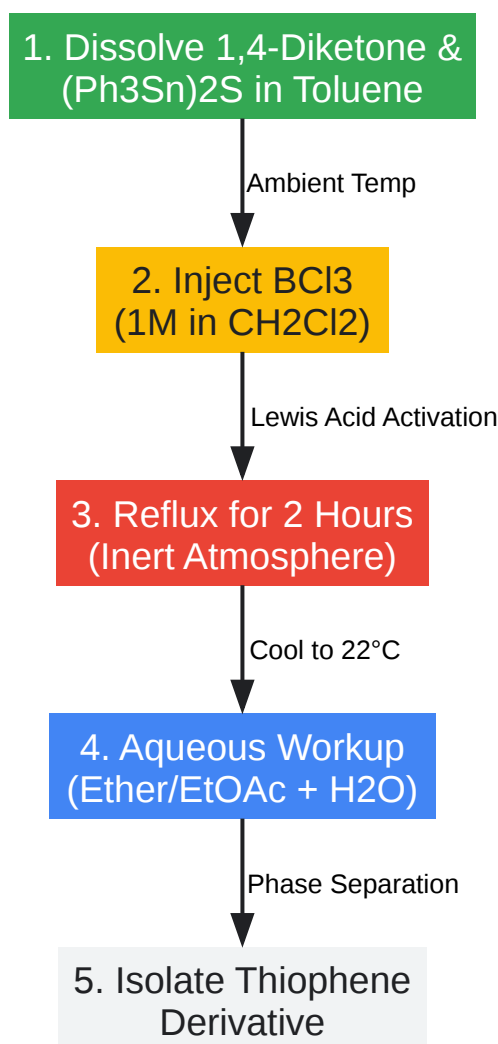 1. Dissolve 1,4-Diketone &
(Ph3Sn)2S in Toluene
Ambient Temp
2. Inject BCl3
(1M in CH2Cl2)
Lewis Acid Activation
3. Reflux for 2 Hours
(Inert Atmosphere)
Cool to 22°C
4. Aqueous Workup
(Ether/EtOAc + H2O)
Phase Separation
5. Isolate Thiophene
Derivative